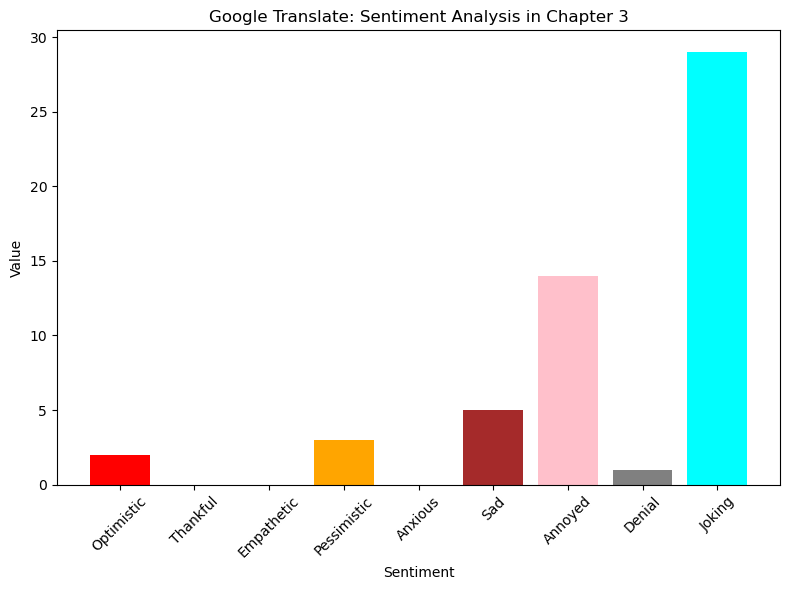 Google Translate: Sentiment Analysis in Chapter 3
Value
30
25
20
15
10
5
0
Optimistic
Thankful
Empathetic
Pessimistic
Anxious
Sad
Annoyed
Denial
Joking
Sentiment